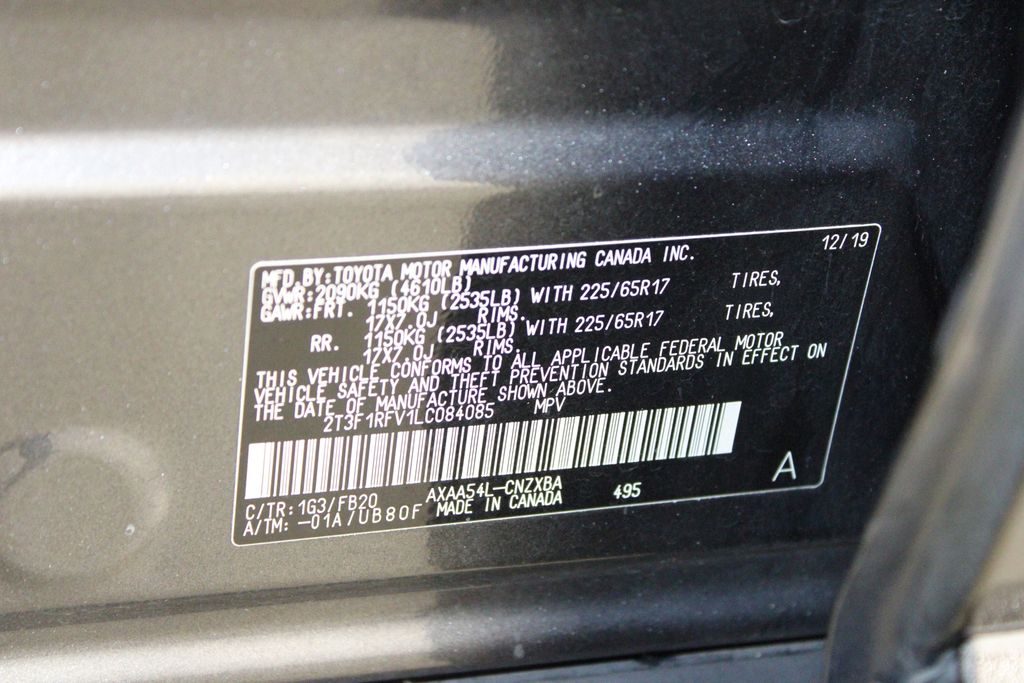 12/19
MFD BY:TOYOTA MOTOR MANUFACTURING CANADA INC.
GVWR:2090KG (4610LB)
GAWR:FRT. 1150KG (2535LB) WITH 225/65R17 TIRES,
17X7.0J RIMS.
RR. 1150KG (2535LB) WITH 225/65R17 TIRES,
17X7.0J RIMS.
THIS VEHICLE CONFORMS TO ALL APPLICABLE FEDERAL MOTOR
VEHICLE SAFETY AND THEFT PREVENTION STANDARDS IN EFFECT ON
THE DATE OF MANUFACTURE SHOWN ABOVE.
2T3F1RFV1LC084085 MPV
C/TR:1G3/FB20 AXAA54L-CNZXBA 495 A
A/TM:-01A/UB80F MADE IN CANADA